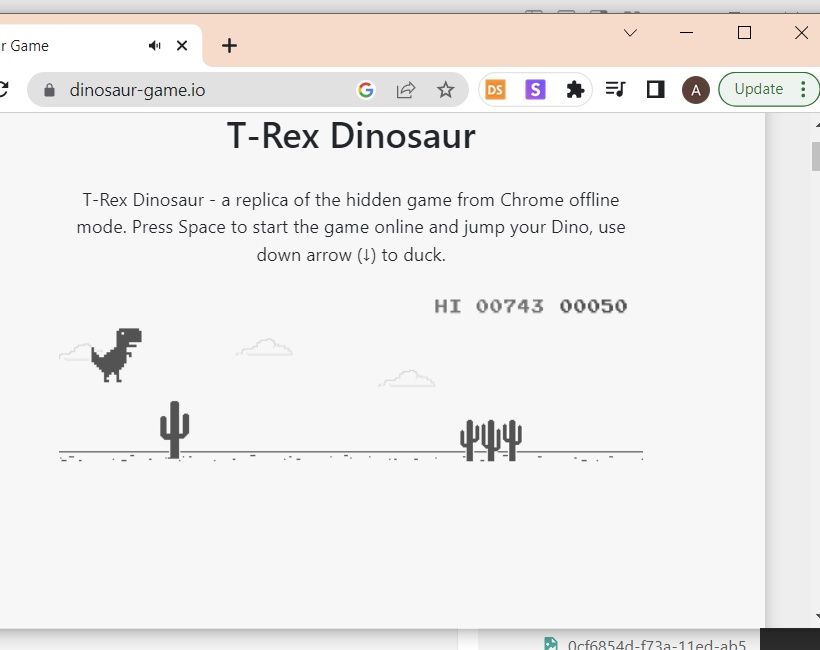 r Game
dinosaur-game.io
DS
S
A
Update
T-Rex Dinosaur
T-Rex Dinosaur - a replica of the hidden game from Chrome offline
mode. Press Space to start the game online and jump your Dino, use
down arrow (↓) to duck.
HI 00743 00050
0cf6854d-f73a-11ed-ab5